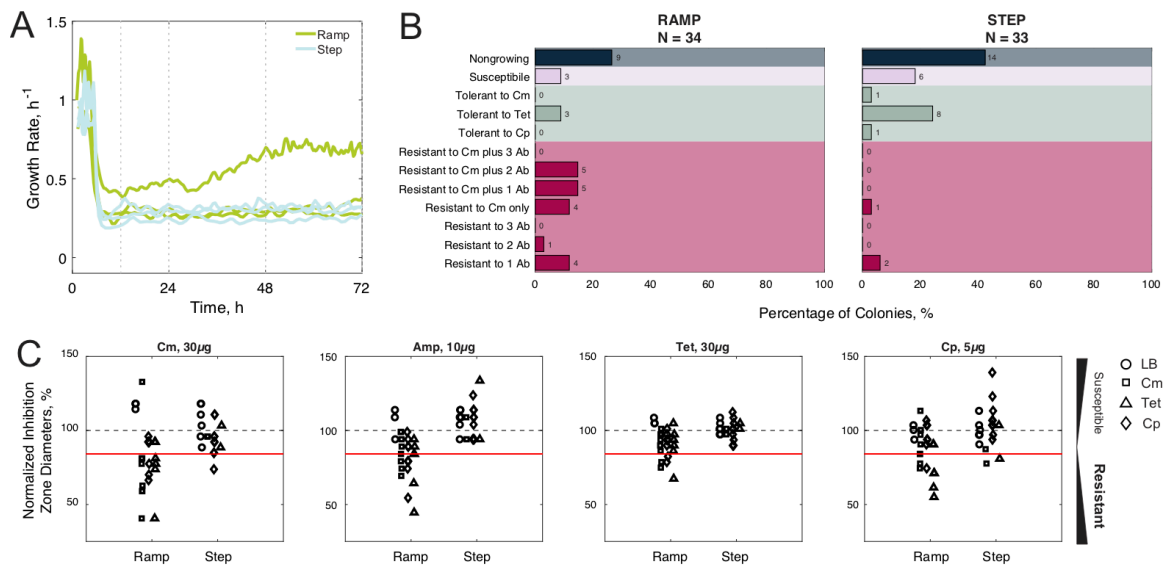 A
1.5
1
0.5
0
Growth Rate, h⁻¹
0
24
48
72
Time, h
Ramp
Step
B
RAMP
N = 34
STEP
N = 33
Nongrowing
Susceptibile
Tolerant to Cm
Tolerant to Tet
Tolerant to Cp
Resistant to Cm plus 3 Ab
Resistant to Cm plus 2 Ab
Resistant to Cm plus 1 Ab
Resistant to Cm only
Resistant to 3 Ab
Resistant to 2 Ab
Resistant to 1 Ab
9
3
0
3
0
0
5
5
4
0
1
4
0
20
40
60
80
100%
14
6
1
8
1
0
0
0
1
0
0
2
0
20
40
60
80
100%
Percentage of Colonies, %
C
Normalized Inhibition
Zone Diameters, %
Cm, 30µg
150
100
50
Ramp
Step
Amp, 10µg
150
100
50
Ramp
Step
Tet, 30µg
150
100
50
Ramp
Step
Cp, 5µg
150
100
50
Ramp
Step
Susceptible
Resistant
LB
Cm
Tet
Cp